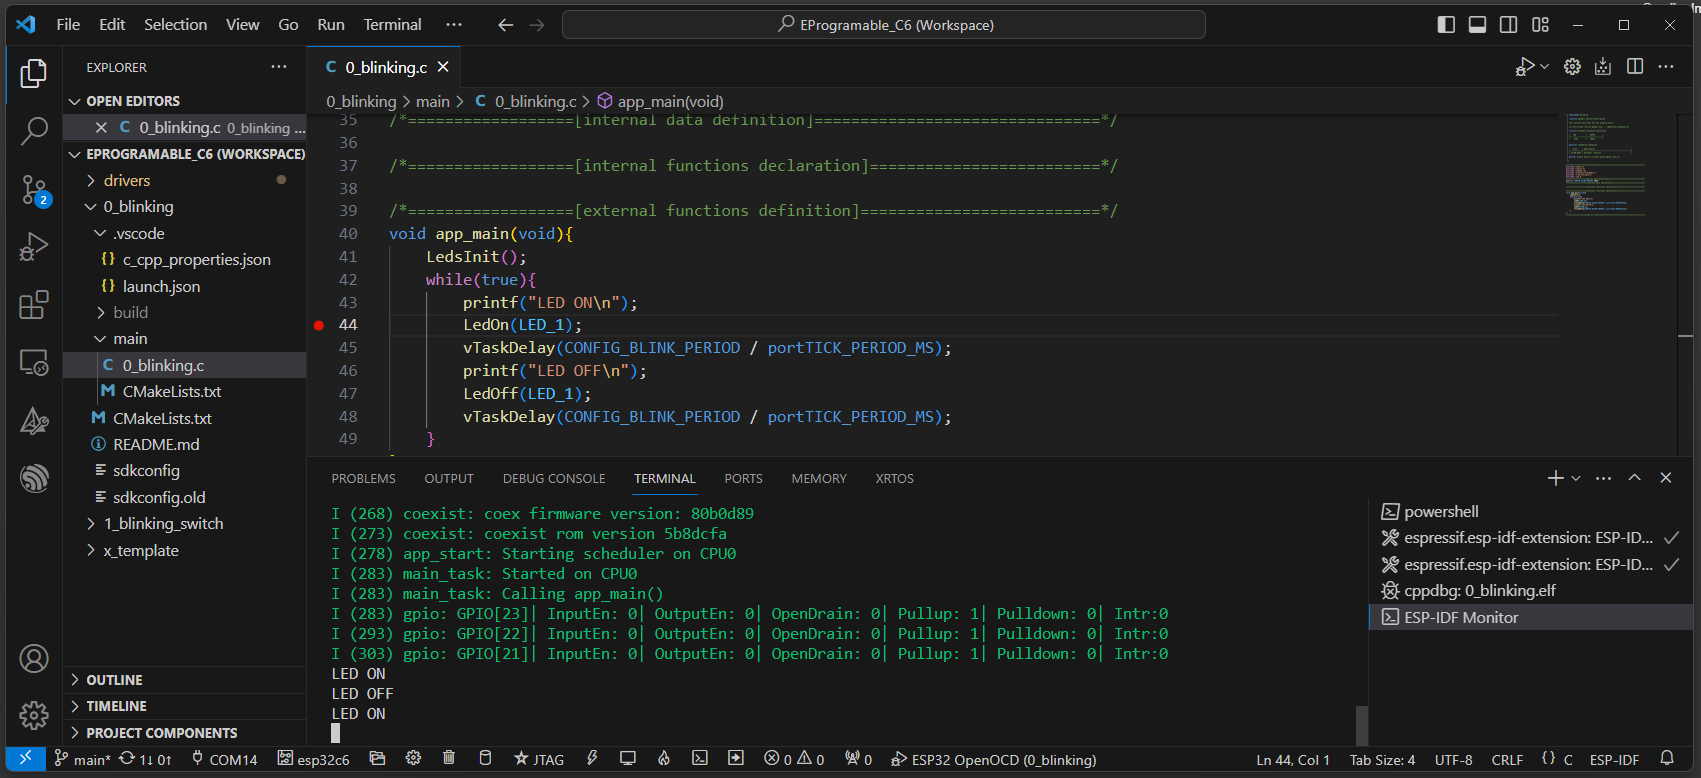 File Edit Selection View Go Run Terminal ··· EProgramable_C6 (Workspace)
EXPLORER ···
OPEN EDITORS
0_blinking.c 0_blinking ...
EPROGRAMABLE_C6 (WORKSPACE)
drivers
0_blinking
.vscode
{} c_cpp_properties.json
{} launch.json
build
main
C 0_blinking.c
M CMakeLists.txt
M CMakeLists.txt
README.md
sdkconfig
sdkconfig.old
1_blinking_switch
x_template
OUTLINE
TIMELINE
PROJECT COMPONENTS
2
C 0_blinking.c
0_blinking > main > C 0_blinking.c > app_main(void)
35 /*==================[internal data definition]===============================*/
36
37 /*==================[internal functions declaration]=========================*/
38
39 /*==================[external functions definition]==========================*/
40 void app_main(void){
41 LedsInit();
42 while(true){
43 printf("LED ON\n");
44 LedOn(LED_1);
45 vTaskDelay(CONFIG_BLINK_PERIOD / portTICK_PERIOD_MS);
46 printf("LED OFF\n");
47 LedOff(LED_1);
48 vTaskDelay(CONFIG_BLINK_PERIOD / portTICK_PERIOD_MS);
49 }
PROBLEMS OUTPUT DEBUG CONSOLE TERMINAL PORTS MEMORY XRTOS
I (268) coexist: coex firmware version: 80b0d89
I (273) coexist: coexist rom version 5b8dcfa
I (278) app_start: Starting scheduler on CPU0
I (283) main_task: Started on CPU0
I (283) main_task: Calling app_main()
I (283) gpio: GPIO[23]| InputEn: 0| OutputEn: 0| OpenDrain: 0| Pullup: 1| Pulldown: 0| Intr:0
I (293) gpio: GPIO[22]| InputEn: 0| OutputEn: 0| OpenDrain: 0| Pullup: 1| Pulldown: 0| Intr:0
I (303) gpio: GPIO[21]| InputEn: 0| OutputEn: 0| OpenDrain: 0| Pullup: 1| Pulldown: 0| Intr:0
LED ON
LED OFF
LED ON
powershell
espressif.esp-idf-extension: ESP-ID...
espressif.esp-idf-extension: ESP-ID...
cppdbg: 0_blinking.elf
ESP-IDF Monitor
main* 1↓ 0↑ COM14 esp32c6 JTAG 0 0 0 ESP32 OpenOCD (0_blinking) Ln 44, Col 1 Tab Size: 4 UTF-8 CRLF {} C ESP-IDF